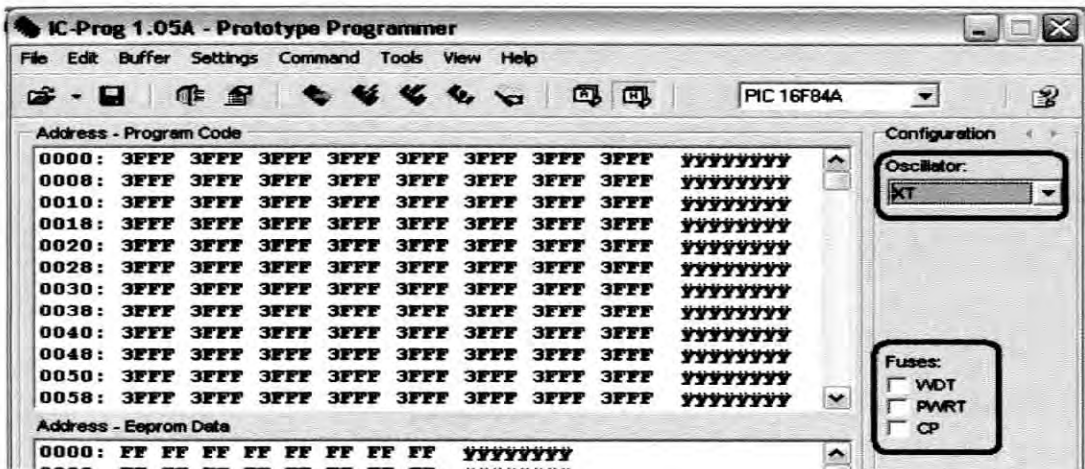 IC-Prog 1.05A - Prototype Programmer
File Edit Buffer Settings Command Tools View Help
PIC 16F84A
Address - Program Code
0000: 3FFF 3FFF 3FFF 3FFF 3FFF 3FFF 3FFF 3FFF ÿÿÿÿÿÿÿÿ
0008: 3FFF 3FFF 3FFF 3FFF 3FFF 3FFF 3FFF 3FFF ÿÿÿÿÿÿÿÿ
0010: 3FFF 3FFF 3FFF 3FFF 3FFF 3FFF 3FFF 3FFF ÿÿÿÿÿÿÿÿ
0018: 3FFF 3FFF 3FFF 3FFF 3FFF 3FFF 3FFF 3FFF ÿÿÿÿÿÿÿÿ
0020: 3FFF 3FFF 3FFF 3FFF 3FFF 3FFF 3FFF 3FFF ÿÿÿÿÿÿÿÿ
0028: 3FFF 3FFF 3FFF 3FFF 3FFF 3FFF 3FFF 3FFF ÿÿÿÿÿÿÿÿ
0030: 3FFF 3FFF 3FFF 3FFF 3FFF 3FFF 3FFF 3FFF ÿÿÿÿÿÿÿÿ
0038: 3FFF 3FFF 3FFF 3FFF 3FFF 3FFF 3FFF 3FFF ÿÿÿÿÿÿÿÿ
0040: 3FFF 3FFF 3FFF 3FFF 3FFF 3FFF 3FFF 3FFF ÿÿÿÿÿÿÿÿ
0048: 3FFF 3FFF 3FFF 3FFF 3FFF 3FFF 3FFF 3FFF ÿÿÿÿÿÿÿÿ
0050: 3FFF 3FFF 3FFF 3FFF 3FFF 3FFF 3FFF 3FFF ÿÿÿÿÿÿÿÿ
0058: 3FFF 3FFF 3FFF 3FFF 3FFF 3FFF 3FFF 3FFF ÿÿÿÿÿÿÿÿ
Address - Eeprom Data
0000: FF FF FF FF FF FF FF FF ÿÿÿÿÿÿÿÿ
Configuration
Oscillator:
XT
Fuses:
WDT
PWRT
CP